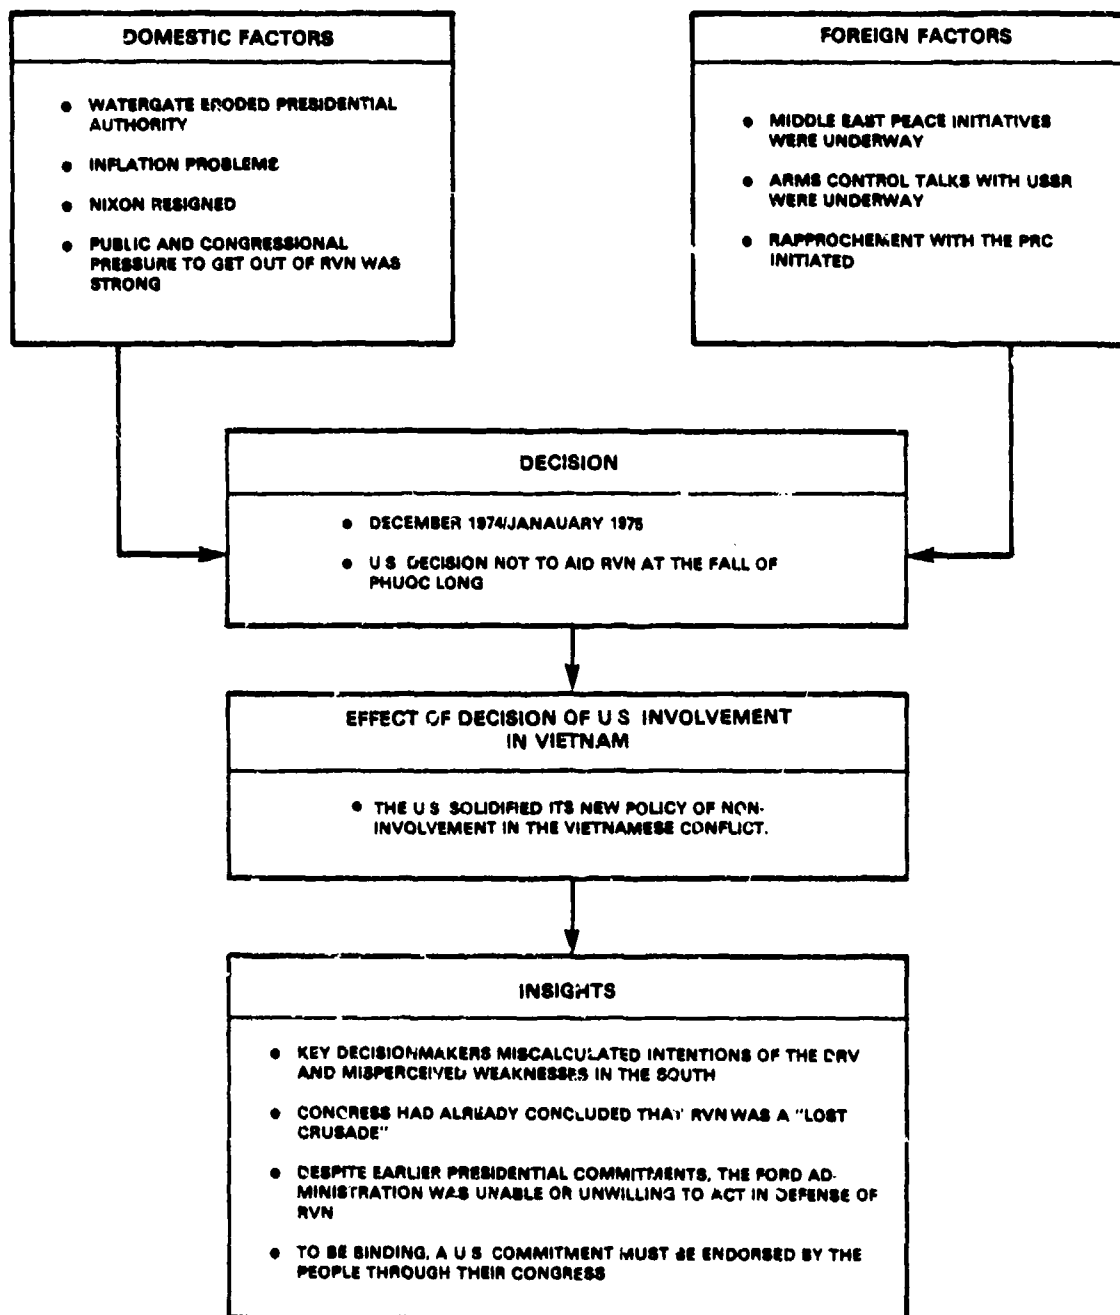 DOMESTIC FACTORS
• WATERGATE ERODED PRESIDENTIAL
AUTHORITY
• INFLATION PROBLEMS
• NIXON RESIGNED
• PUBLIC AND CONGRESSIONAL
PRESSURE TO GET OUT OF RVN WAS
STRONG
FOREIGN FACTORS
• MIDDLE EAST PEACE INITIATIVES
WERE UNDERWAY
• ARMS CONTROL TALKS WITH USSR
WERE UNDERWAY
• RAPPROCHEMENT WITH THE PRC
INITIATED
DECISION
• DECEMBER 1974/JANAUARY 1975
• U S DECISION NOT TO AID RVN AT THE FALL OF
PHUOC LONG
EFFECT OF DECISION OF U S INVOLVEMENT
IN VIETNAM
• THE U S SOLIDIFIED ITS NEW POLICY OF NON-
INVOLVEMENT IN THE VIETNAMESE CONFLICT.
INSIGHTS
• KEY DECISIONMAKERS MISCALCULATED INTENTIONS OF THE DRV
AND MISPERCEIVED WEAKNESSES IN THE SOUTH
• CONGRESS HAD ALREADY CONCLUDED THAT RVN WAS A "LOST
CRUSADE"
• DESPITE EARLIER PRESIDENTIAL COMMITMENTS, THE FORD AD-
MINISTRATION WAS UNABLE OR UNWILLING TO ACT IN DEFENSE OF
RVN
• TO BE BINDING, A U S COMMITMENT MUST BE ENDORSED BY THE
PEOPLE THROUGH THEIR CONGRESS